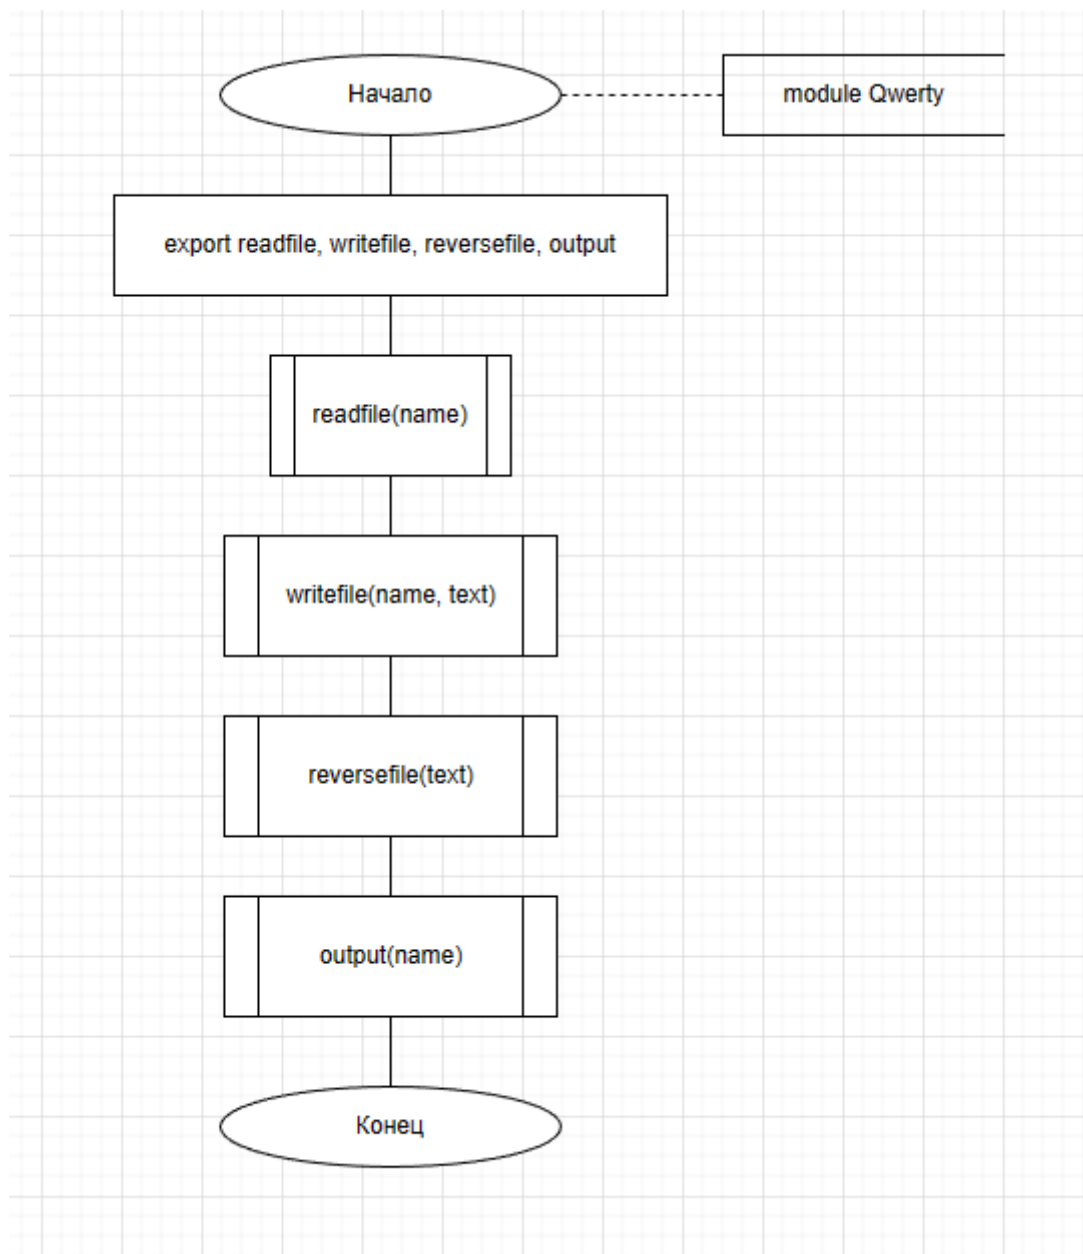 Начало
module Qwerty
export readfile, writefile, reversefile, output
readfile(name)
writefile(name, text)
reversefile(text)
output(name)
Конец